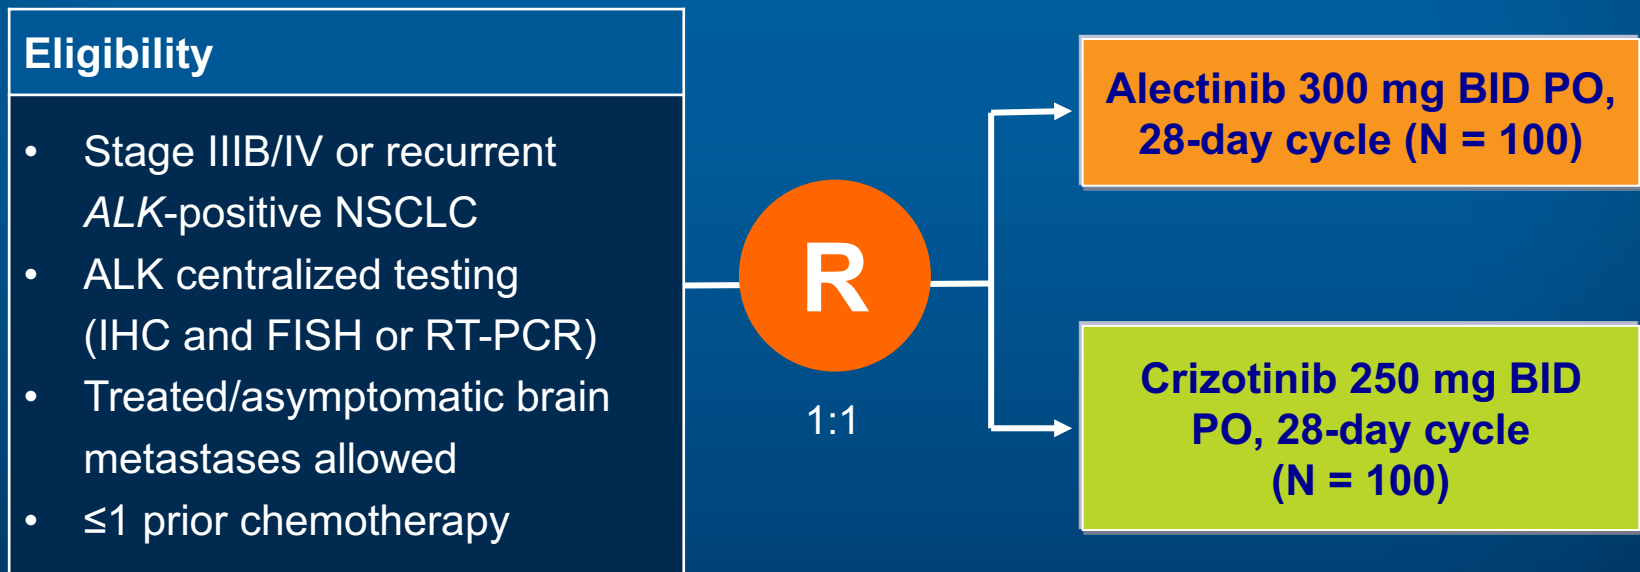 Eligibility
• Stage IIIB/IV or recurrent
ALK-positive NSCLC
• ALK centralized testing
(IHC and FISH or RT-PCR)
• Treated/asymptomatic brain
metastases allowed
• ≤1 prior chemotherapy
R
1:1
Alectinib 300 mg BID PO,
28-day cycle (N = 100)
Crizotinib 250 mg BID
PO, 28-day cycle
(N = 100)